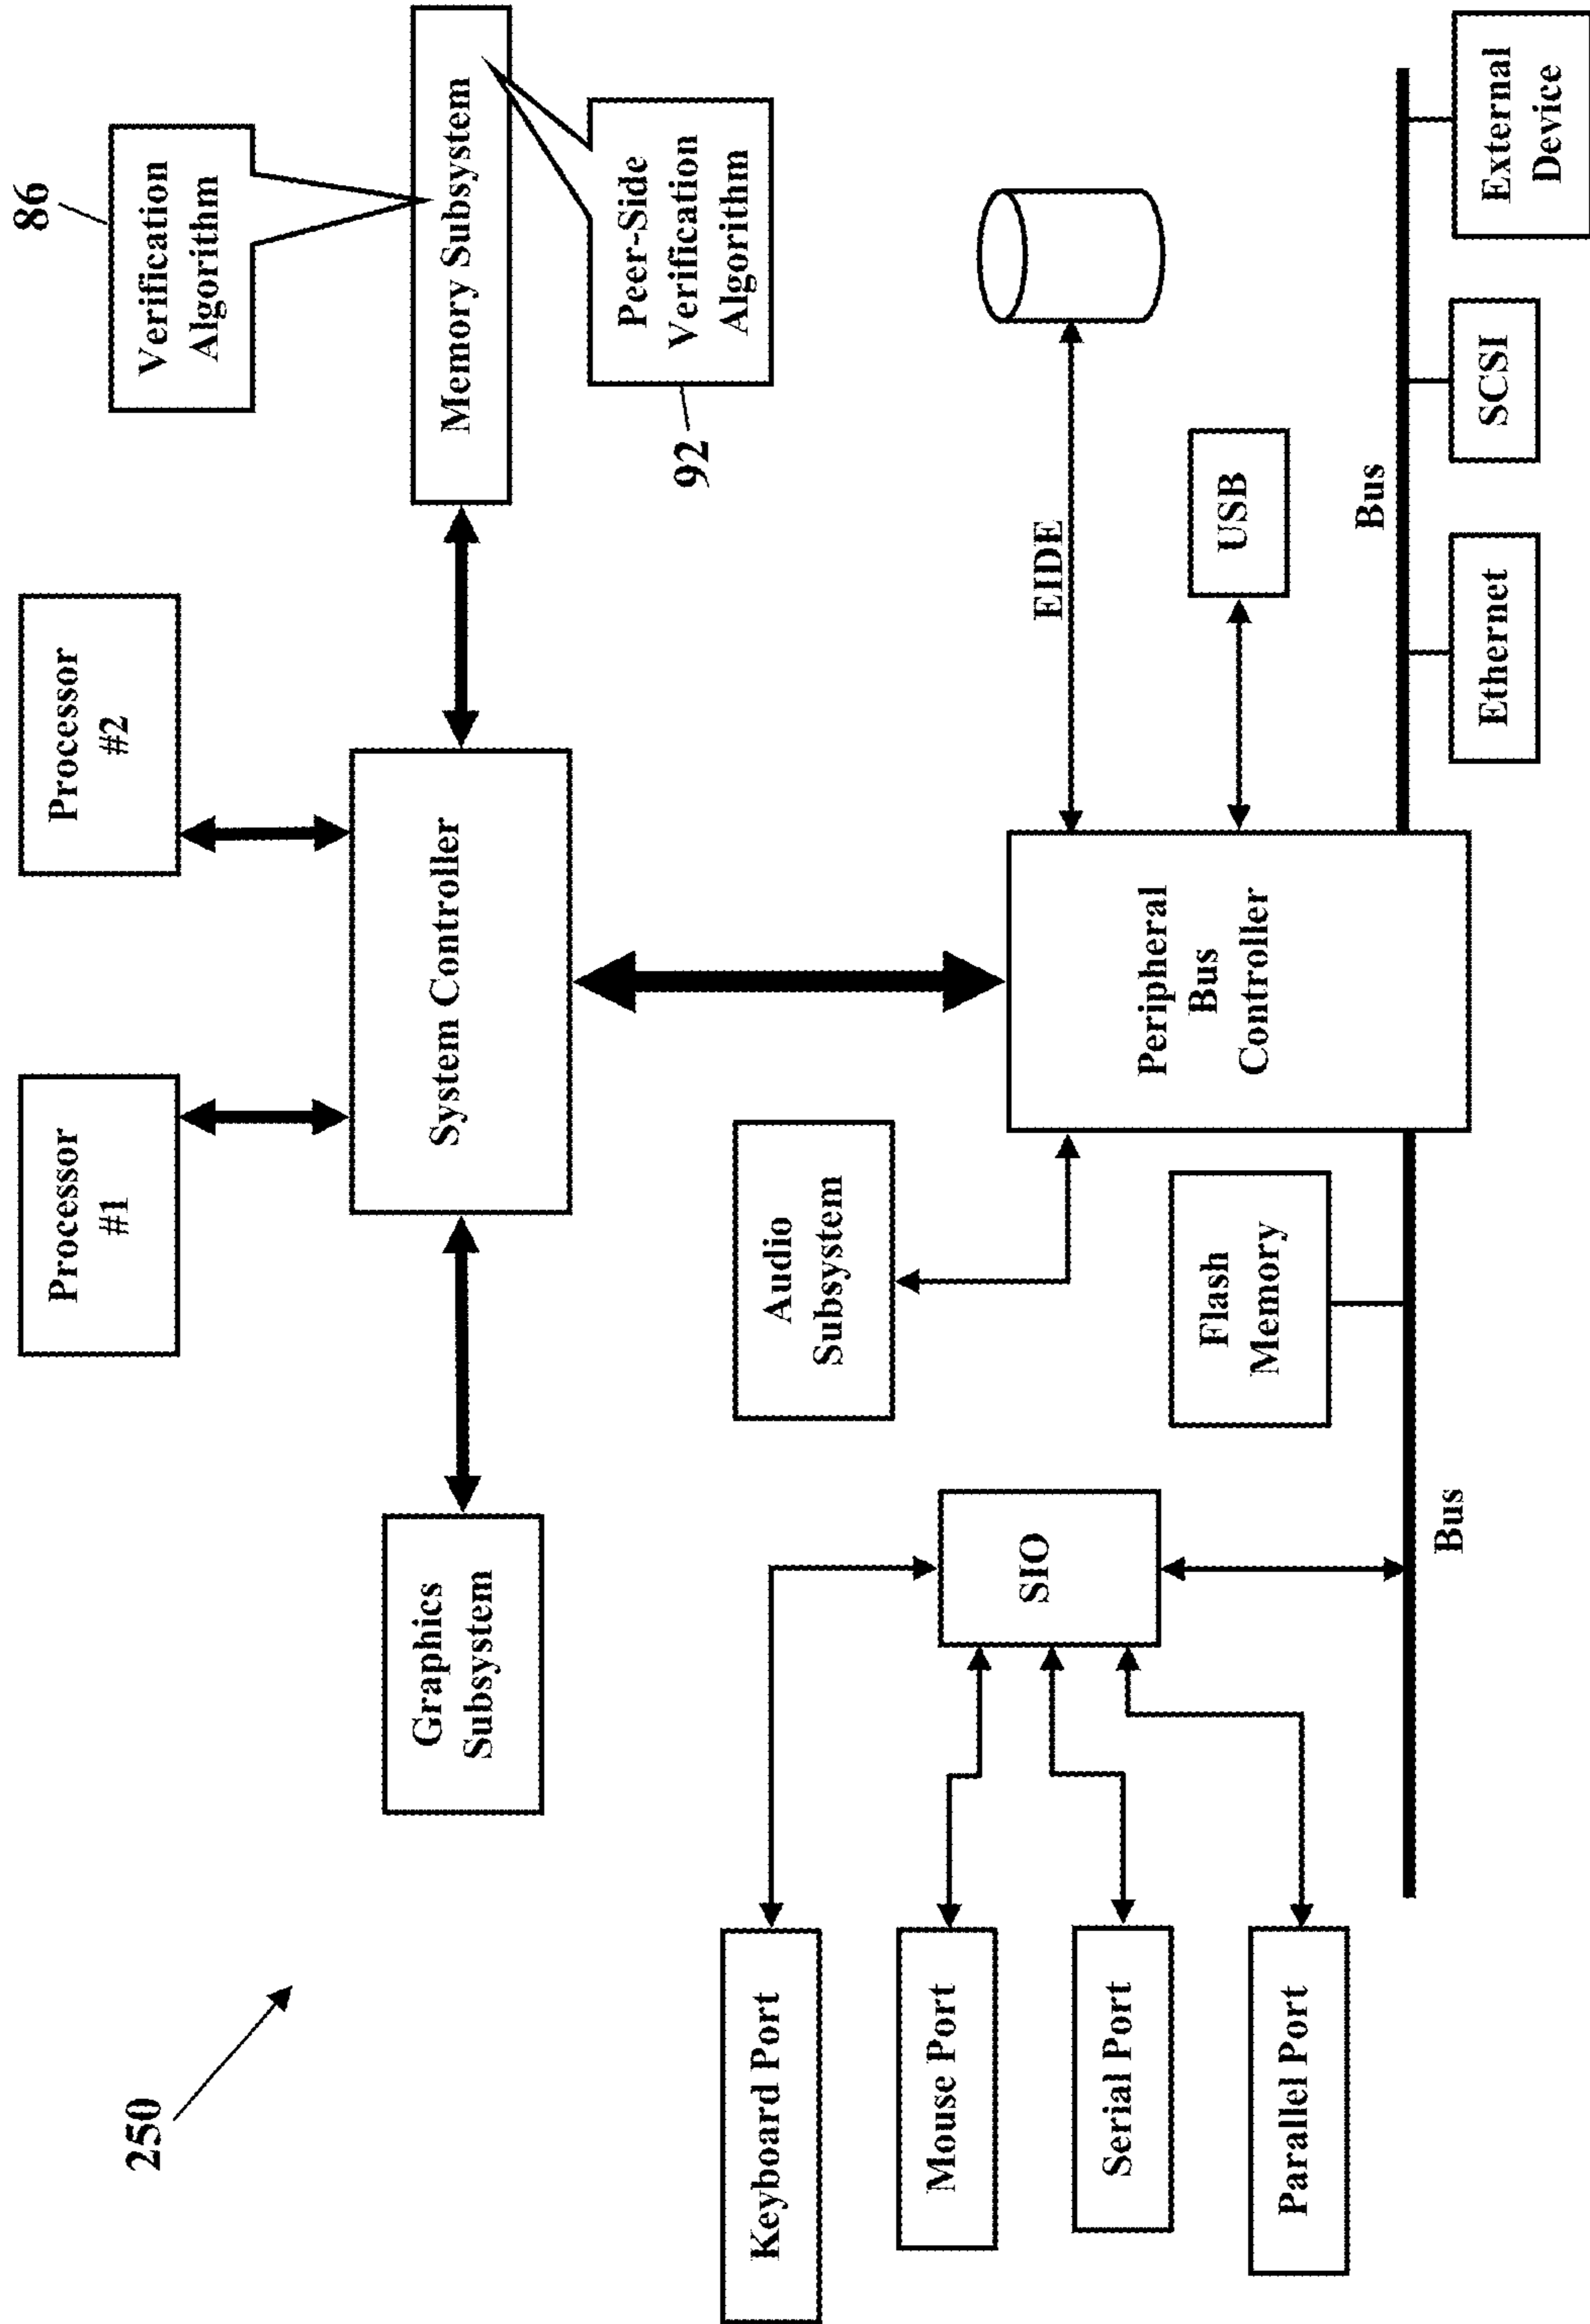 250
Processor
#1
Processor
#2
86
Verification
Algorithm
Graphics
Subsystem
System Controller
Memory Subsystem
Peer-Side
Verification
Algorithm
92
Keyboard Port
Mouse Port
Serial Port
Parallel Port
SIO
Audio
Subsystem
Flash
Memory
Peripheral
Bus
Controller
EIDE
USB
Bus
Bus
Ethernet
SCSI
External
Device